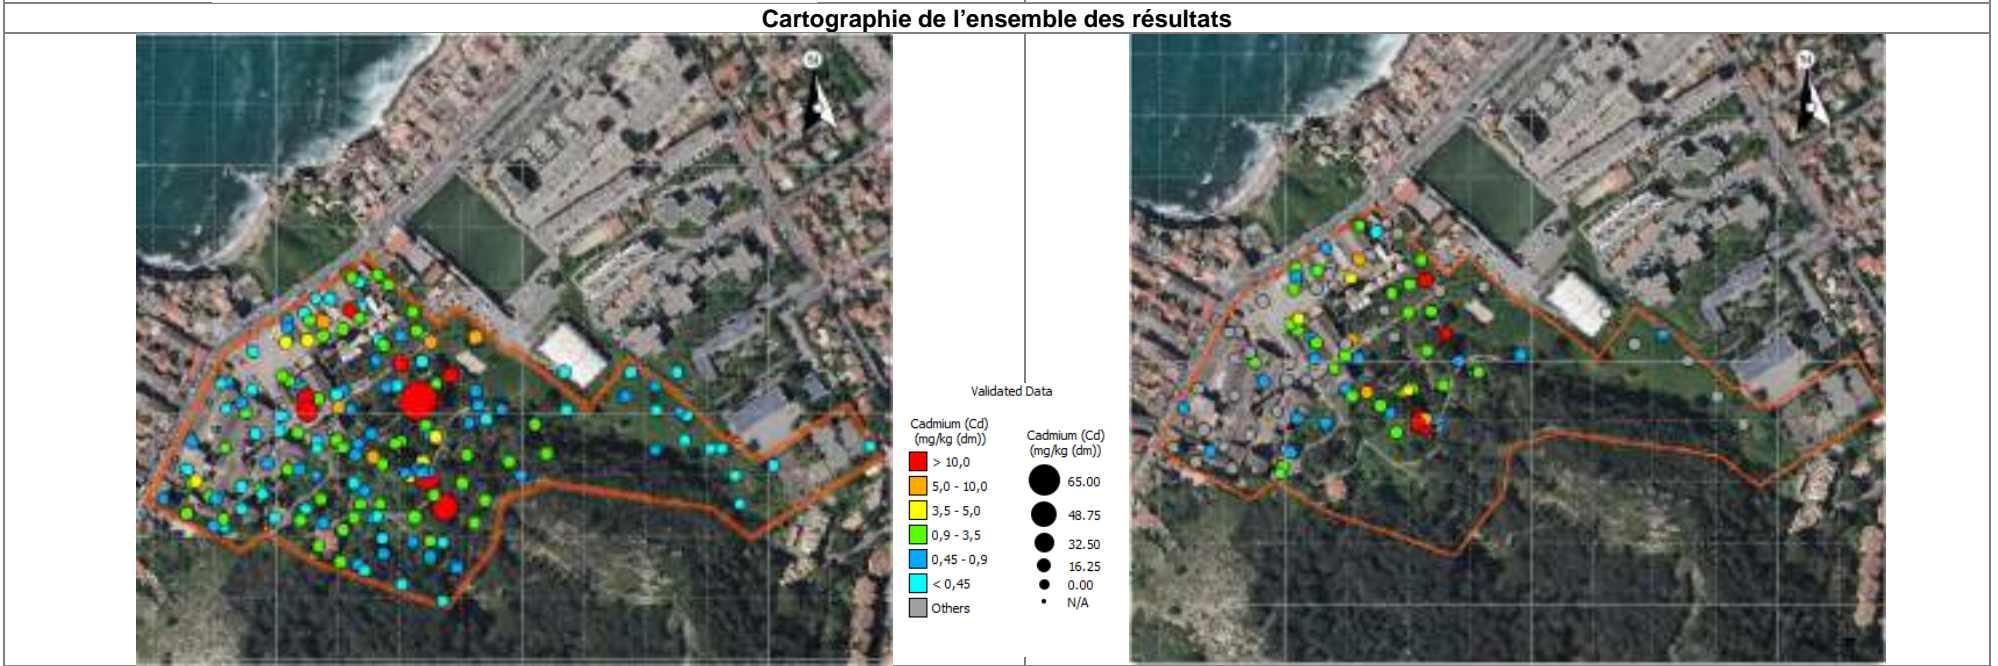 Cartographie de l'ensemble des résultats
Validated Data
Cadmium (Cd)
(mg/kg (dm))
> 10,0
5,0 - 10,0
3,5 - 5,0
0,9 - 3,5
0,45 - 0,9
< 0,45
Others
Cadmium (Cd)
(mg/kg (dm))
65.00
48.75
32.50
16.25
0.00
N/A